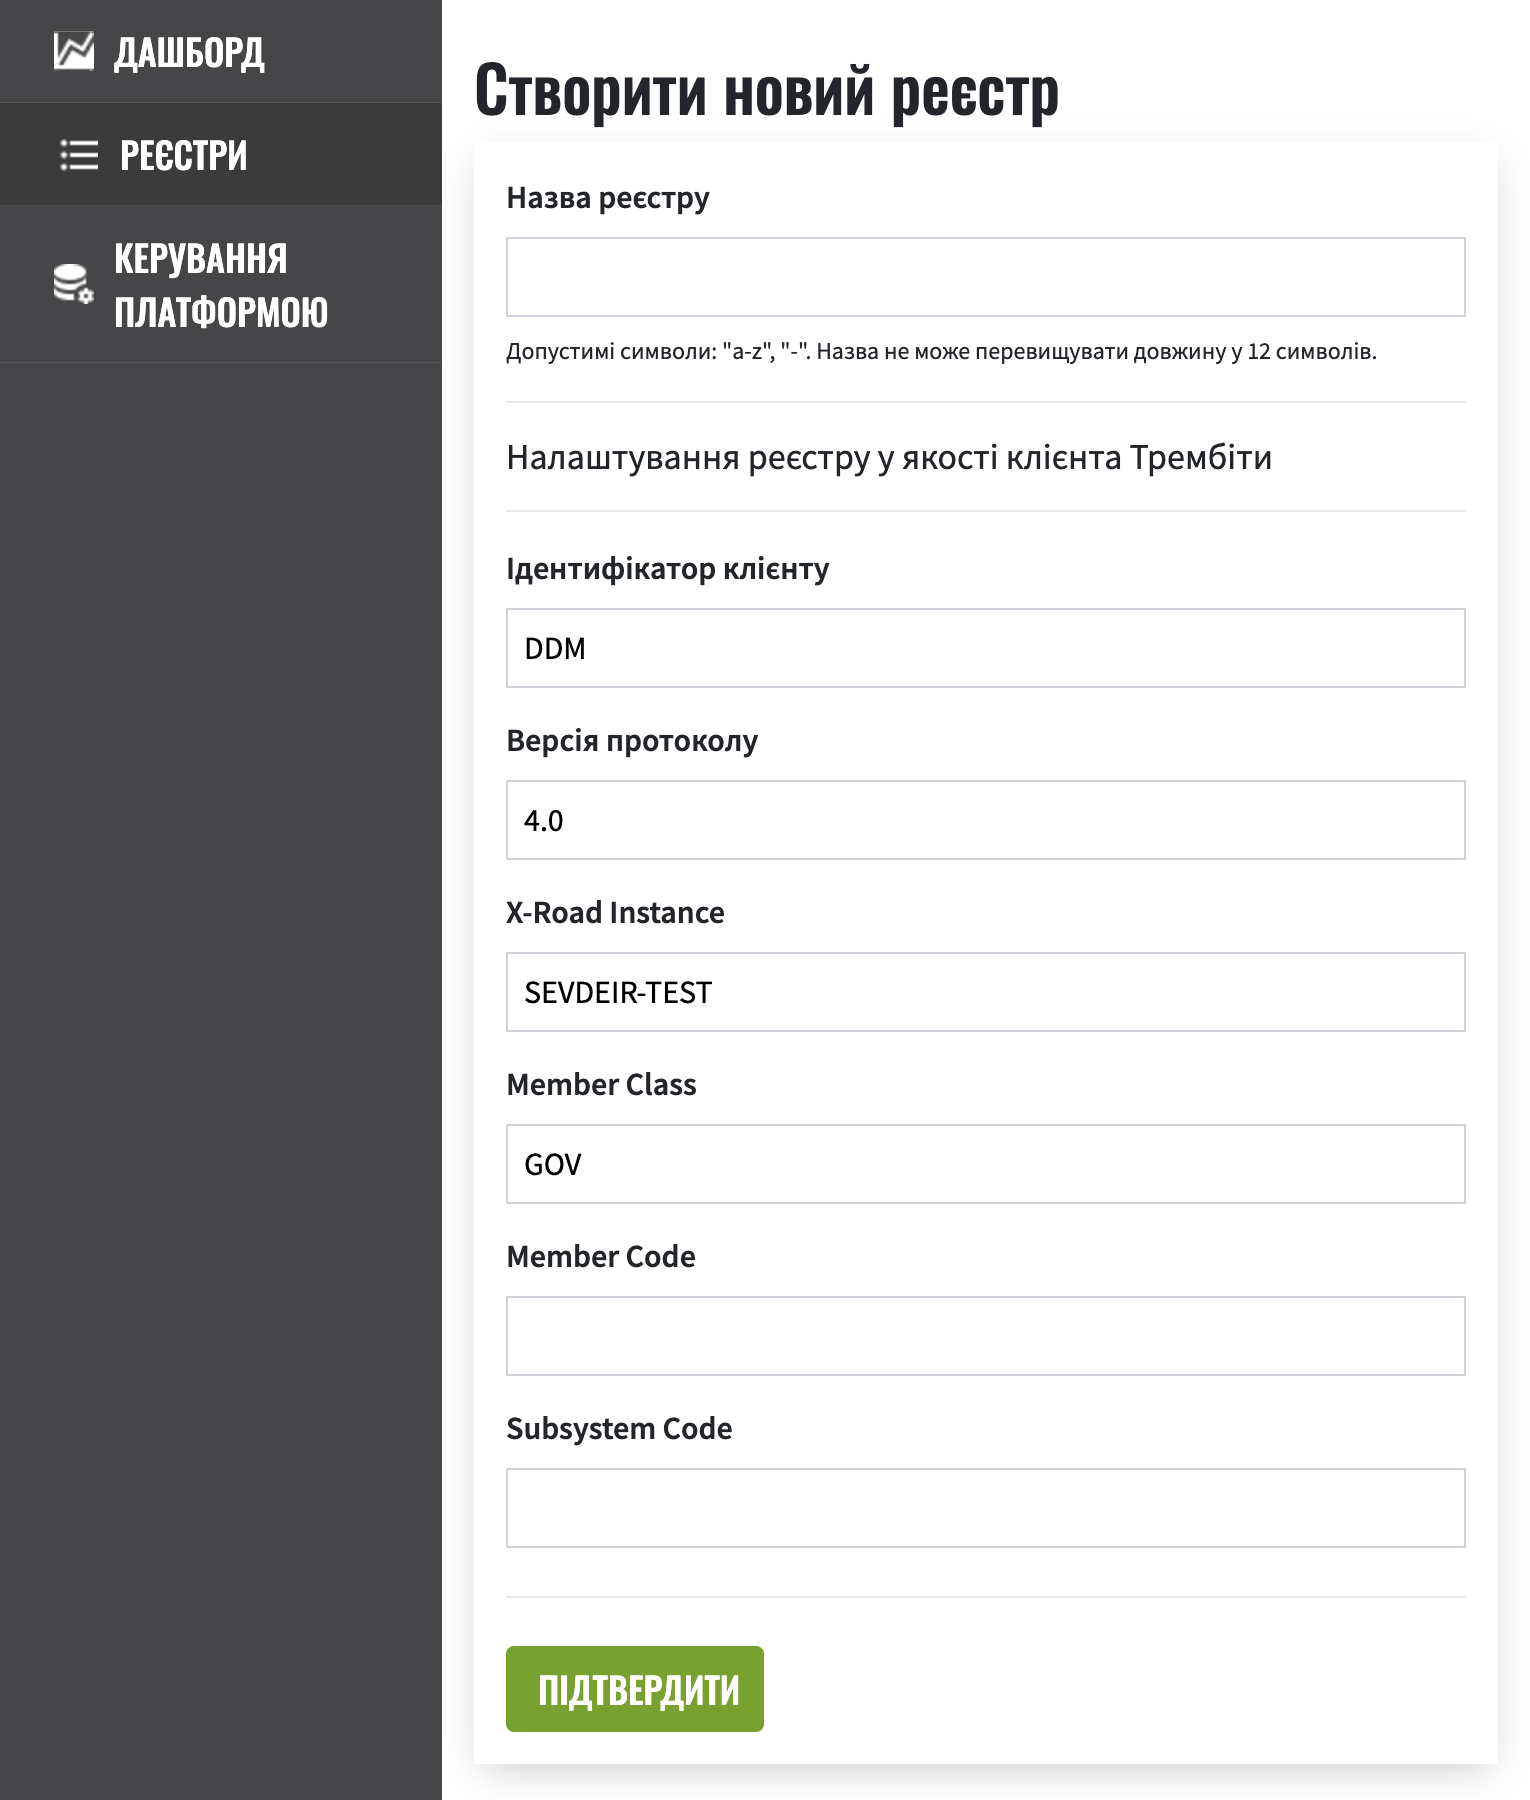 ДАШБОРД
РЕЄСТРИ
КЕРУВАННЯ
ПЛАТФОРМОЮ
Створити новий реєстр
Назва реєстру
Допустимі символи: "a-z", "-". Назва не може перевищувати довжину у 12 символів.
Налаштування реєстру у якості клієнта Трембіти
Ідентифікатор клієнту
DDM
Версія протоколу
4.0
X-Road Instance
SEVDEIR-TEST
Member Class
GOV
Member Code
Subsystem Code
ПІДТВЕРДИТИ